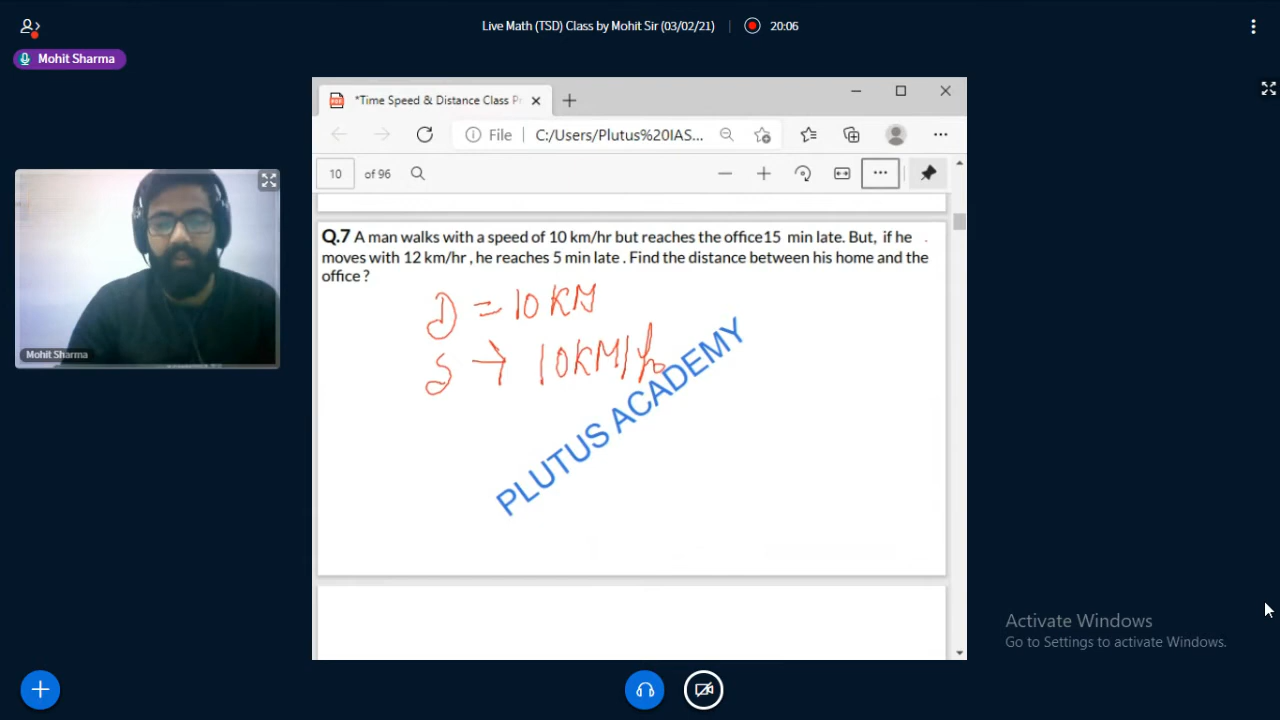 Live Math (TSD) Class by Mohit Sir (03/02/21)
20:06
Mohit Sharma
*Time Speed & Distance Class Pr
File
C:/Users/Plutus%20IAS...
10
of 96
Q.7 A man walks with a speed of 10 km/hr but reaches the office15 min late. But, if he
moves with 12 km/hr , he reaches 5 min late . Find the distance between his home and the
office ?
D = 10 KM
S → 10KM/h
PLUTUS ACADEMY
Mohit Sharma
Activate Windows
Go to Settings to activate Windows.